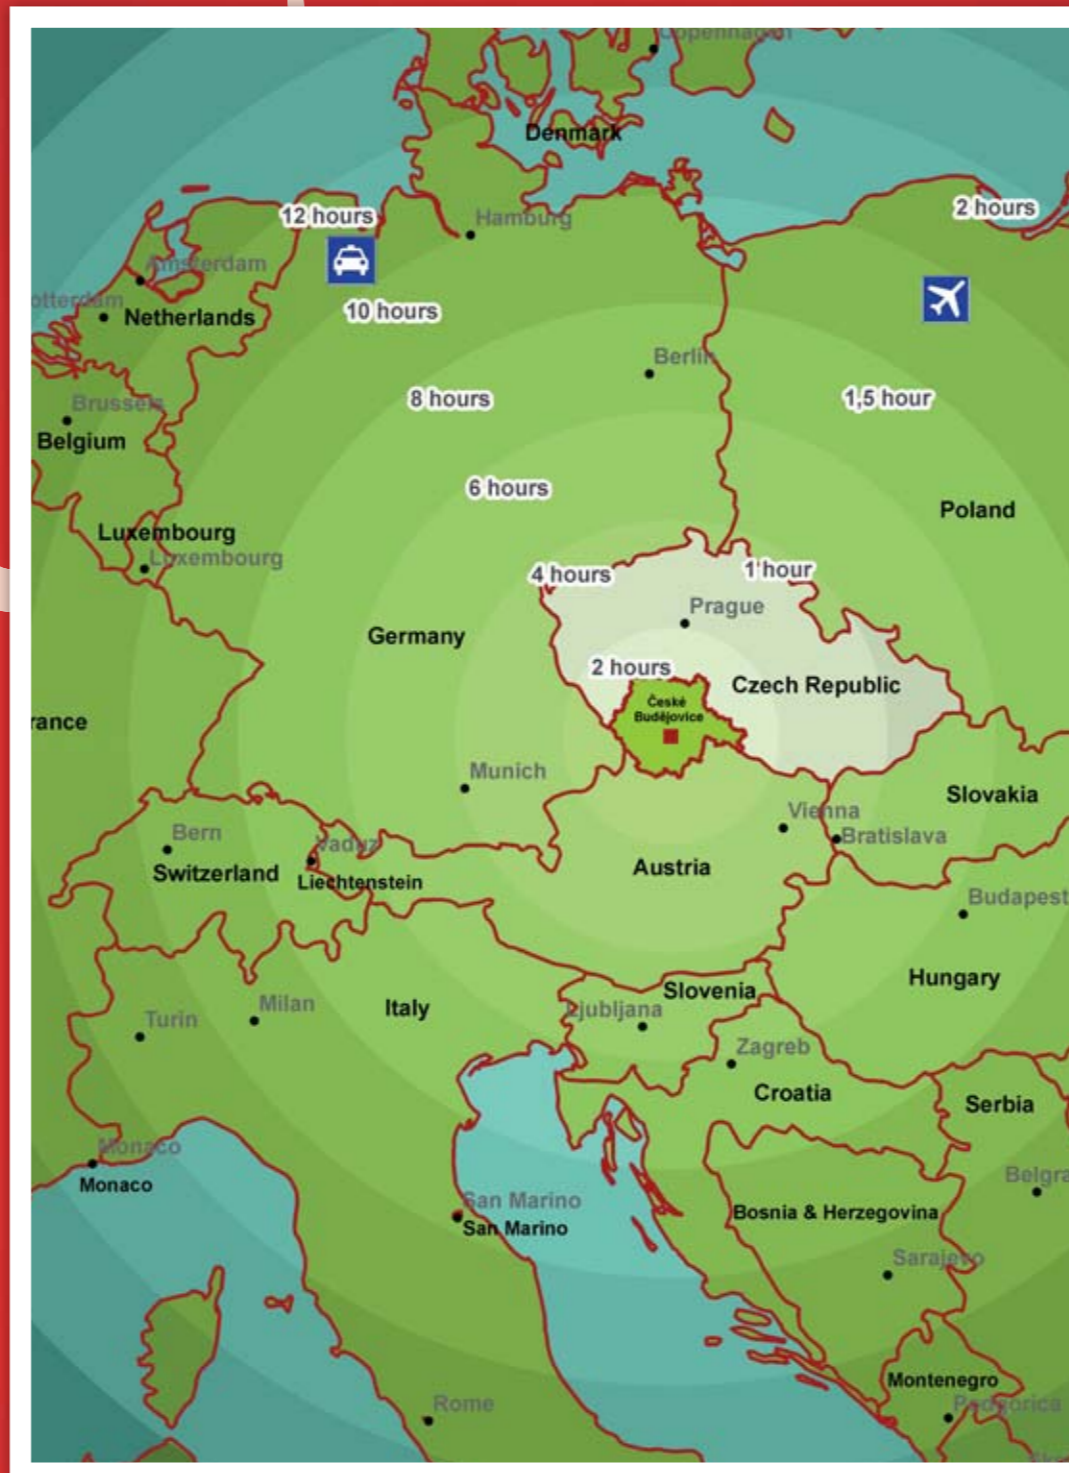 Copenhagen
Denmark
12 hours
Hamburg
2 hours
Amsterdam
otterdam
Netherlands
10 hours
Berlin
Brussels
Belgium
8 hours
1,5 hour
6 hours
Poland
Luxembourg
Luxembourg
4 hours
1 hour
Prague
Germany
2 hours
Czech Republic
České
Budějovice
rance
Munich
Slovakia
Vienna
Bratislava
Bern
Vaduz
Switzerland
Liechtenstein
Austria
Budapest
Hungary
Slovenia
Ljubljana
Milan
Italy
Turin
Zagreb
Croatia
Serbia
Monaco
Monaco
Belgra
San Marino
San Marino
Bosnia & Herzegovina
Sarajevo
Montenegro
Rome
Podgorica